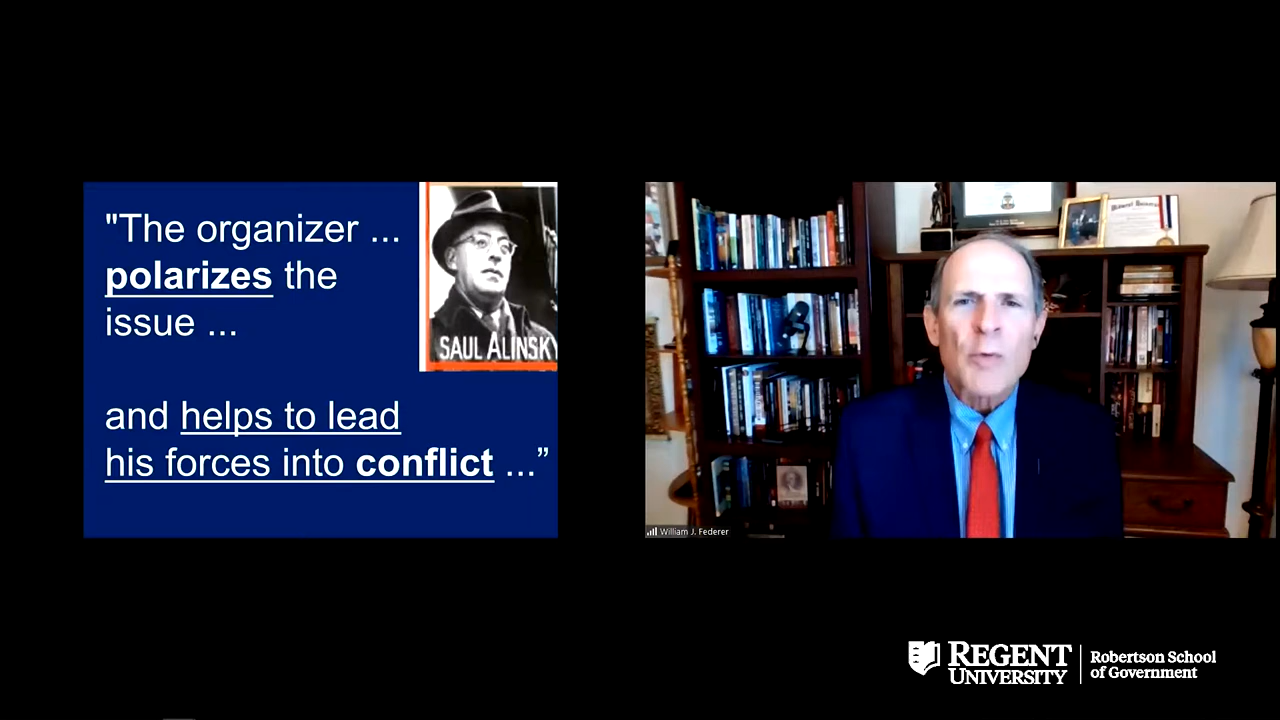 "The organizer ...
polarizes the
issue ...
and helps to lead
his forces into conflict ...”
SAUL ALINSKY
William J. Federer
REGENT
UNIVERSITY
Robertson School
of Government